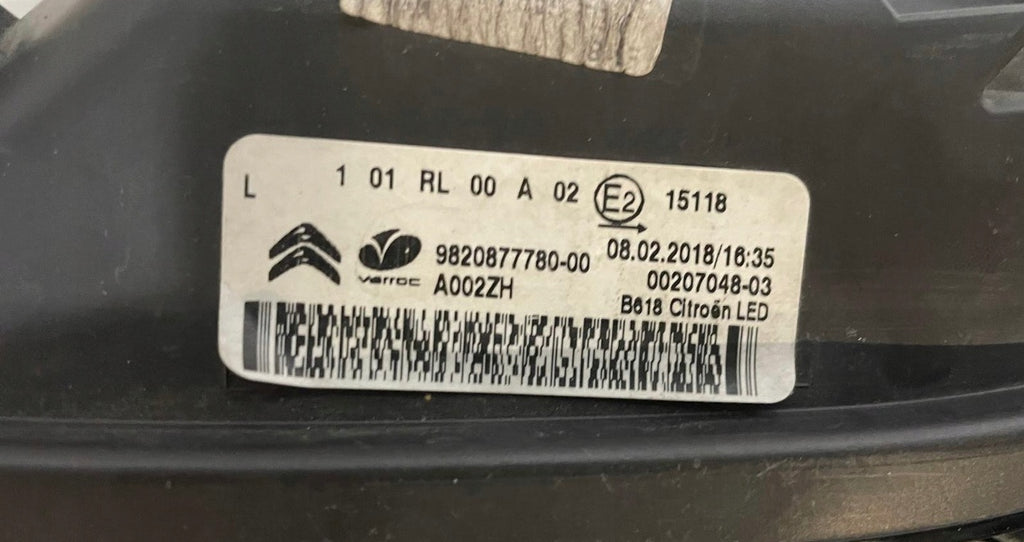 L 1 01 RL 00 A 02 E2 15118
9820877780-00 08.02.2018/16:35
varroc A002ZH 00207048-03
B618 Citroën LED